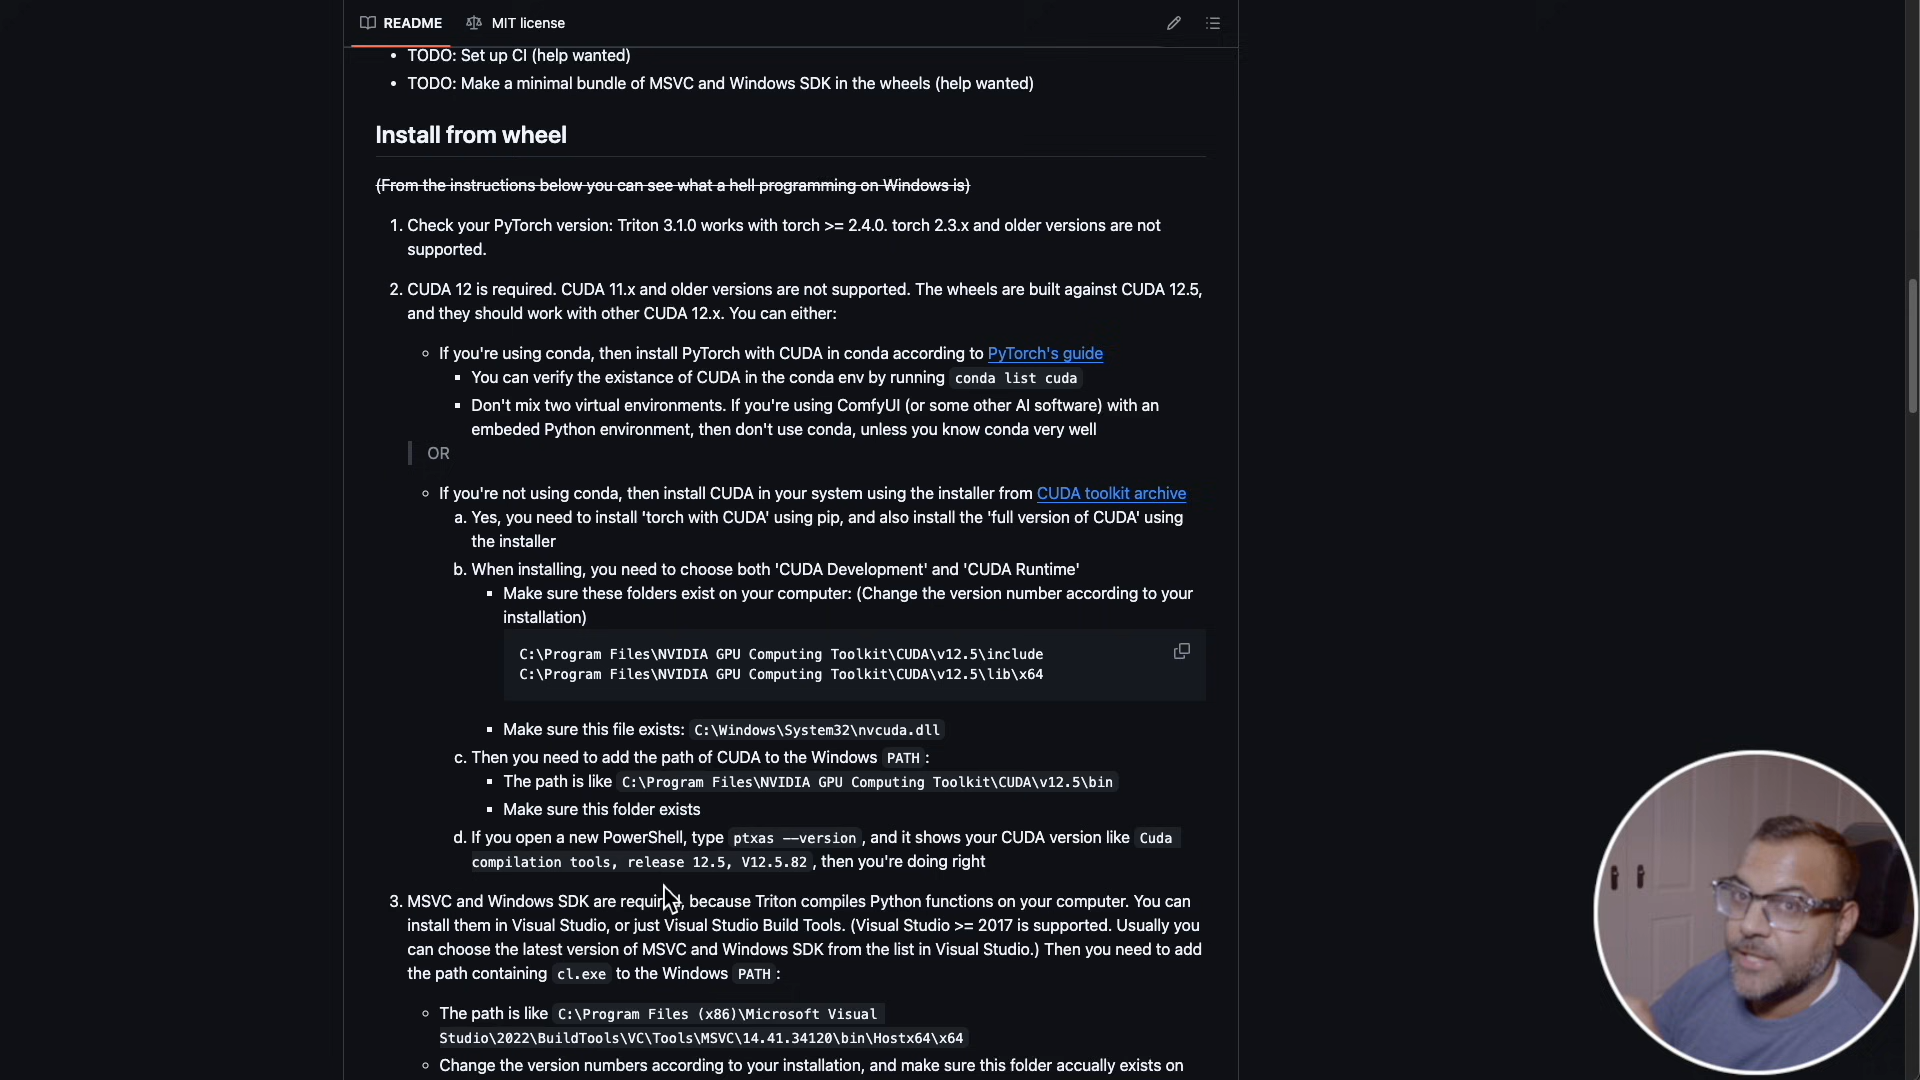 README MIT license
• TODO: Set up CI (help wanted)
• TODO: Make a minimal bundle of MSVC and Windows SDK in the wheels (help wanted)
Install from wheel
(From the instructions below you can see what a hell programming on Windows is)
1. Check your PyTorch version: Triton 3.1.0 works with torch >= 2.4.0. torch 2.3.x and older versions are not
supported.
2. CUDA 12 is required. CUDA 11.x and older versions are not supported. The wheels are built against CUDA 12.5,
and they should work with other CUDA 12.x. You can either:
◦ If you're using conda, then install PyTorch with CUDA in conda according to PyTorch's guide
▪ You can verify the existance of CUDA in the conda env by running conda list cuda
▪ Don't mix two virtual environments. If you're using ComfyUI (or some other AI software) with an
embeded Python environment, then don't use conda, unless you know conda very well
OR
◦ If you're not using conda, then install CUDA in your system using the installer from CUDA toolkit archive
a. Yes, you need to install 'torch with CUDA' using pip, and also install the 'full version of CUDA' using
the installer
b. When installing, you need to choose both 'CUDA Development' and 'CUDA Runtime'
▪ Make sure these folders exist on your computer: (Change the version number according to your
installation)
C:\Program Files\NVIDIA GPU Computing Toolkit\CUDA\v12.5\include
C:\Program Files\NVIDIA GPU Computing Toolkit\CUDA\v12.5\lib\x64
▪ Make sure this file exists: C:\Windows\System32\nvcuda.dll
c. Then you need to add the path of CUDA to the Windows PATH :
▪ The path is like C:\Program Files\NVIDIA GPU Computing Toolkit\CUDA\v12.5\bin
▪ Make sure this folder exists
d. If you open a new PowerShell, type ptxas --version , and it shows your CUDA version like Cuda
compilation tools, release 12.5, V12.5.82 , then you're doing right
3. MSVC and Windows SDK are required, because Triton compiles Python functions on your computer. You can
install them in Visual Studio, or just Visual Studio Build Tools. (Visual Studio >= 2017 is supported. Usually you
can choose the latest version of MSVC and Windows SDK from the list in Visual Studio.) Then you need to add
the path containing cl.exe to the Windows PATH :
◦ The path is like C:\Program Files (x86)\Microsoft Visual
Studio\2022\BuildTools\VC\Tools\MSVC\14.41.34120\bin\Hostx64\x64
◦ Change the version numbers according to your installation, and make sure this folder accually exists on